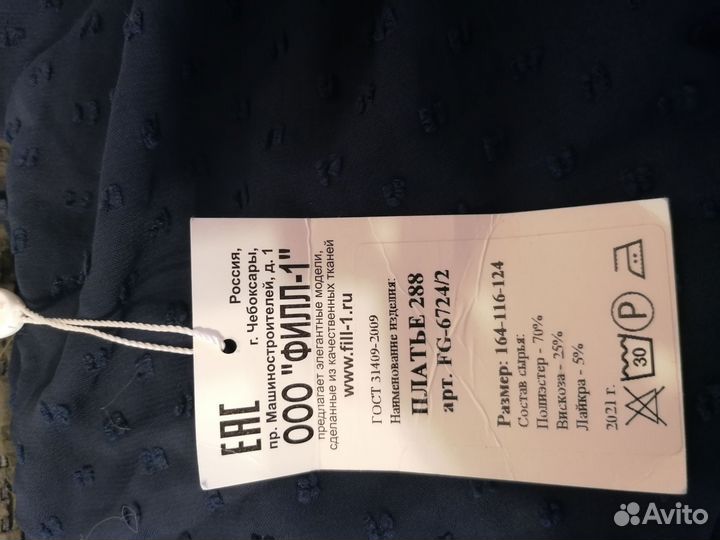 ЕАС
Россия,
г. Чебоксары,
пр. Машиностроителей, д. 1
ООО "ФИЛЛ-1"
предлагает элегантные модели,
сделанные из качественных тканей
www.fill-1.ru
ГОСТ 31409-2009
Наименование изделия:
ПЛАТЬЕ 288
арт. FG-6724/2
Размер: 164-116-124
Состав сырья:
Полиэстер - 70%
Вискоза - 25%
Лайкра - 5%
2021 г.
30 P
Avito